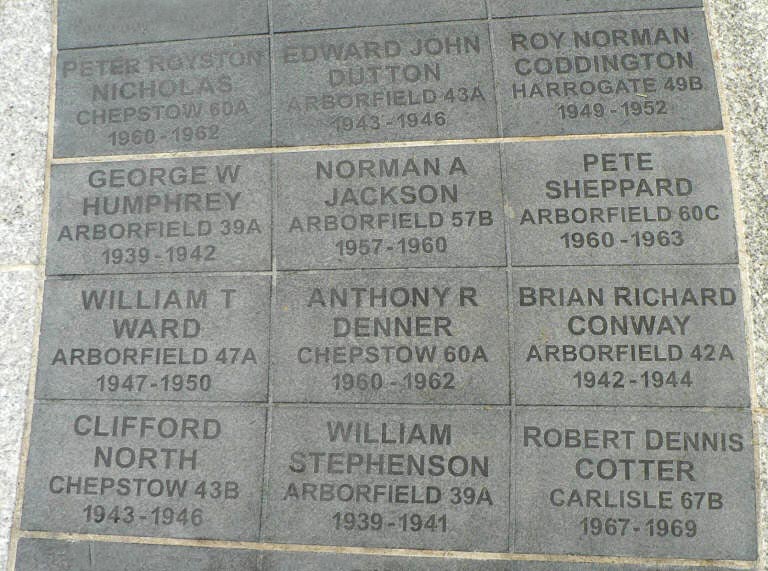 PETER ROYSTON
NICHOLAS
CHEPSTOW 60A
1960-1962
EDWARD JOHN
DUTTON
ARBORFIELD 43A
1943-1946
ROY NORMAN
CODDINGTON
HARROGATE 49B
1949-1952
GEORGE W
HUMPHREY
ARBORFIELD 39A
1939-1942
NORMAN A
JACKSON
ARBORFIELD 57B
1957-1960
PETE
SHEPPARD
ARBORFIELD 60C
1960-1963
WILLIAM T
WARD
ARBORFIELD 47A
1947-1950
ANTHONY R
DENNER
CHEPSTOW 60A
1960-1962
BRIAN RICHARD
CONWAY
ARBORFIELD 42A
1942-1944
CLIFFORD
NORTH
CHEPSTOW 43B
1943-1946
WILLIAM
STEPHENSON
ARBORFIELD 39A
1939-1941
ROBERT DENNIS
COTTER
CARLISLE 67B
1967-1969